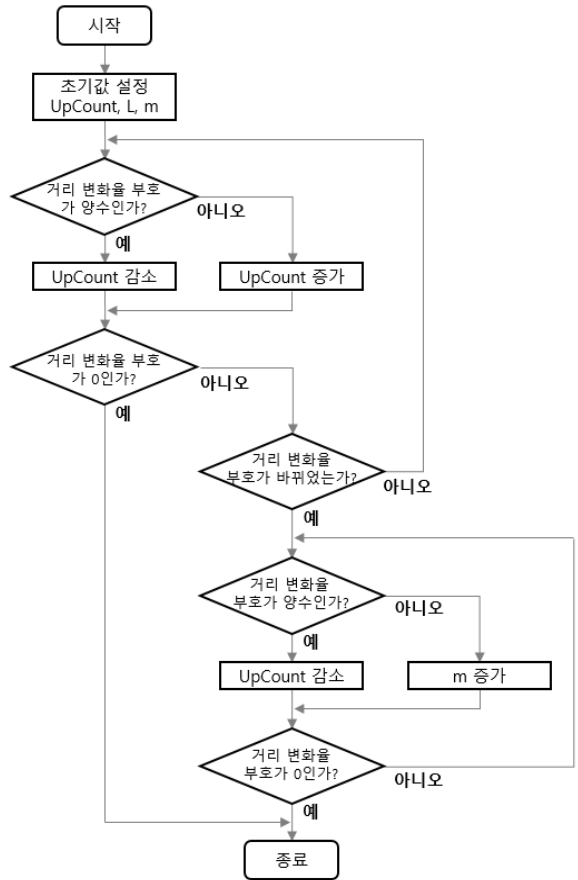 시작
초기값 설정
UpCount, L, m
거리 변화율 부호
가 양수인가?
아니오
예
UpCount 감소
UpCount 증가
거리 변화율 부호
가 0인가?
아니오
예
거리 변화율
부호가 바뀌었는가?
아니오
예
거리 변화율
부호가 양수인가?
아니오
예
UpCount 감소
m 증가
거리 변화율
부호가 0인가?
아니오
예
종료